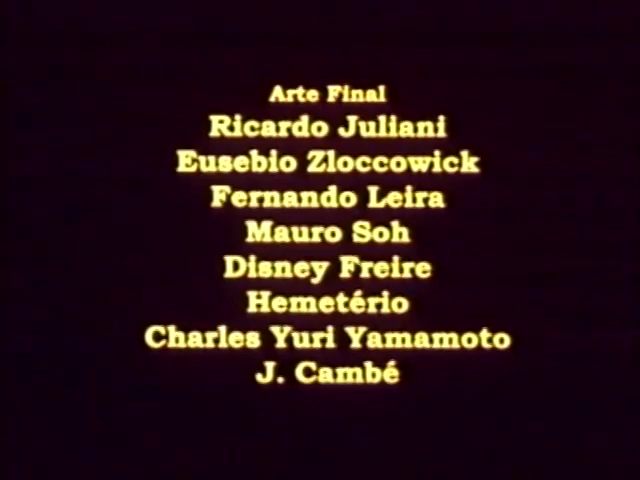 Arte Final
Ricardo Juliani
Eusebio Zloccowick
Fernando Leira
Mauro Soh
Disney Freire
Hemetério
Charles Yuri Yamamoto
J. Cambé